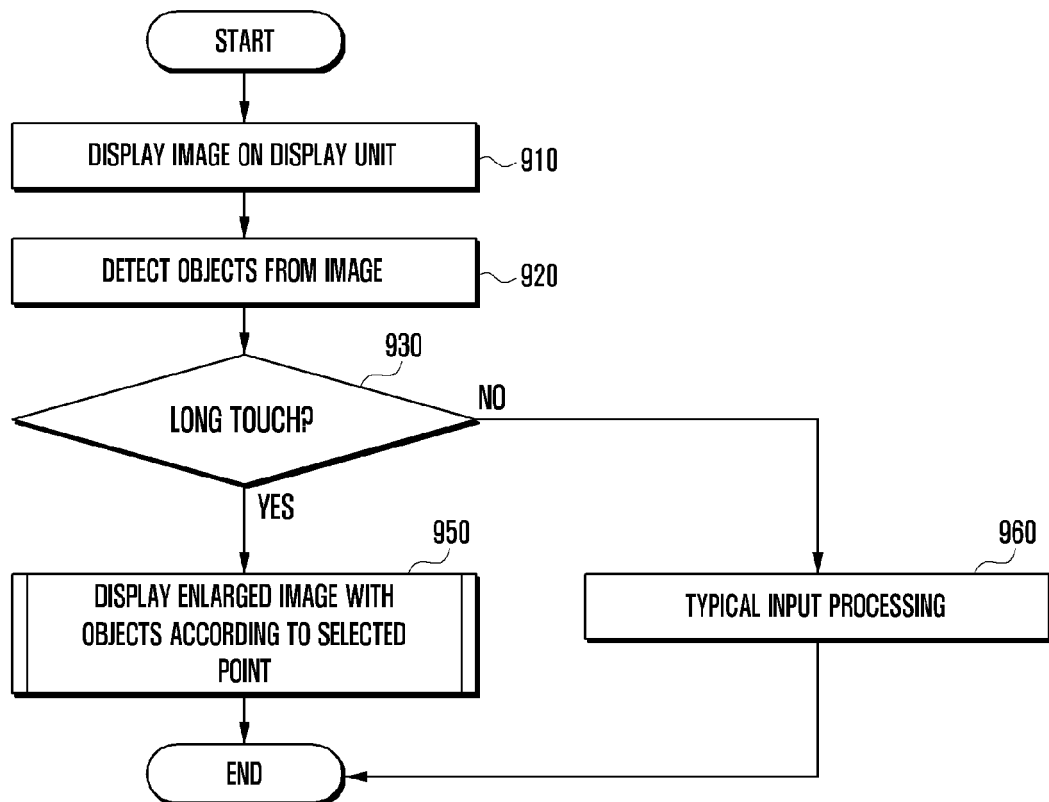 START
DISPLAY IMAGE ON DISPLAY UNIT
910
DETECT OBJECTS FROM IMAGE
920
930
LONG TOUCH?
NO
YES
950
DISPLAY ENLARGED IMAGE WITH
OBJECTS ACCORDING TO SELECTED
POINT
960
TYPICAL INPUT PROCESSING
END